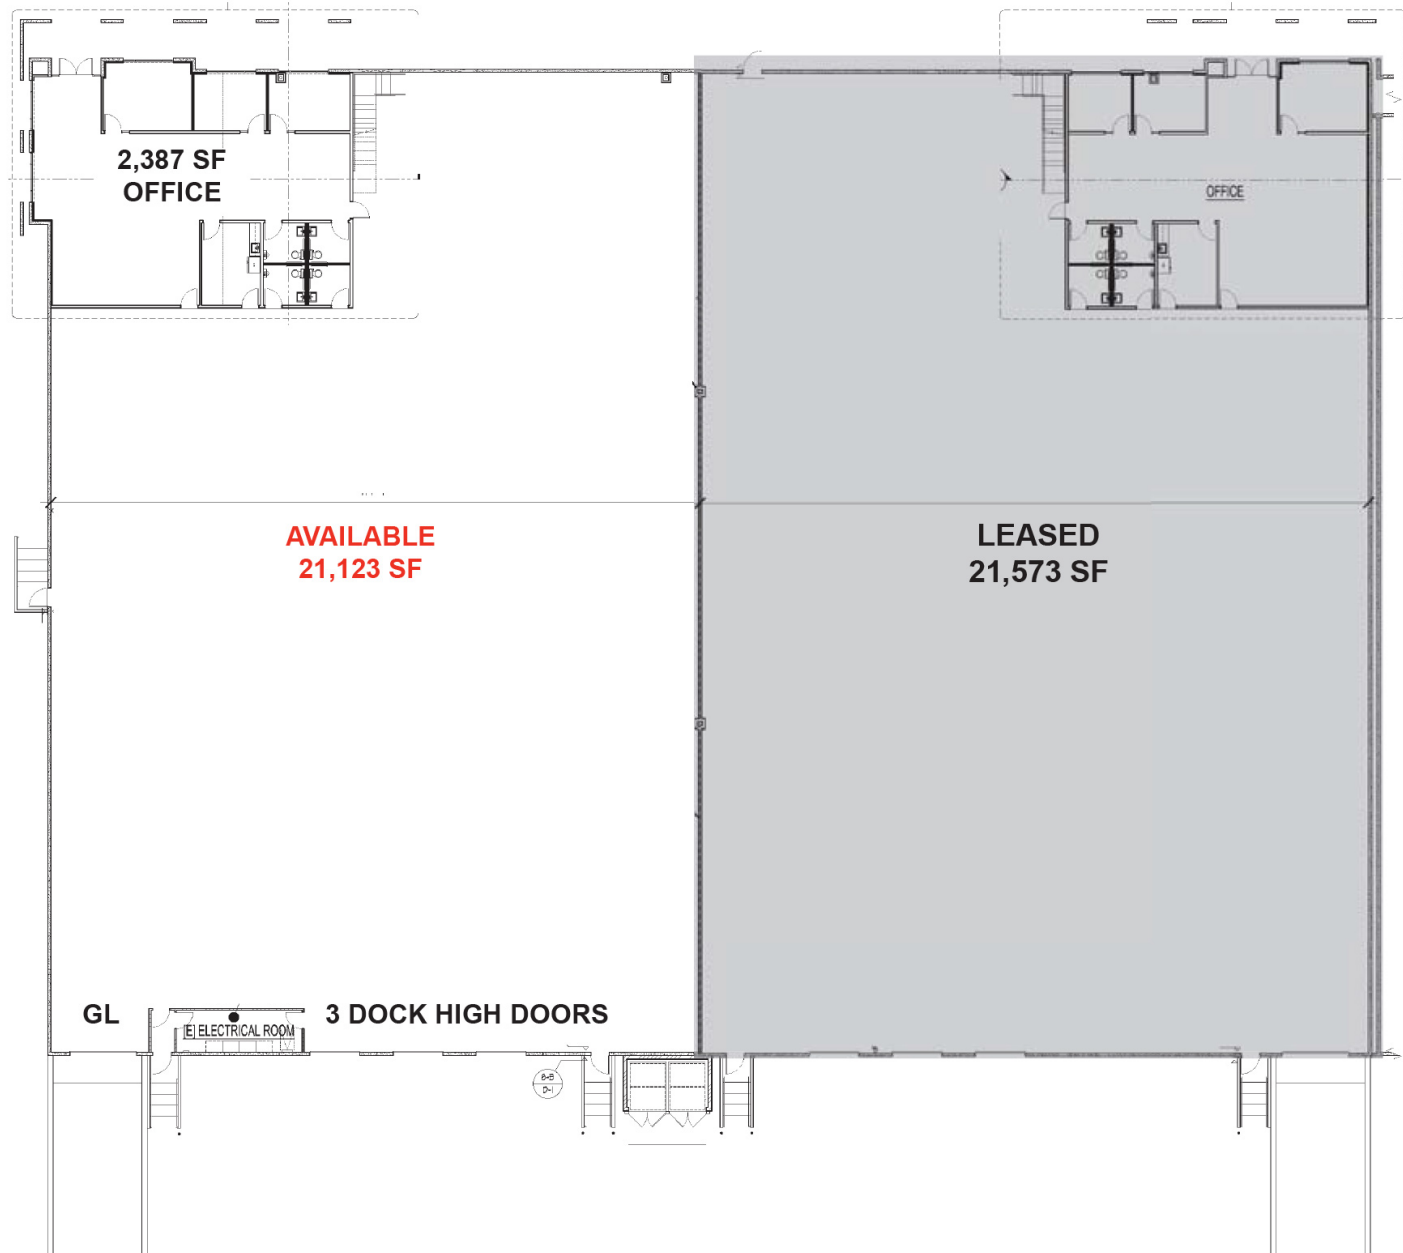 2,387 SF
OFFICE
OFFICE
AVAILABLE
21,123 SF
LEASED
21,573 SF
GL
3 DOCK HIGH DOORS
[E] ELECTRICAL ROOM
B-B
D-1